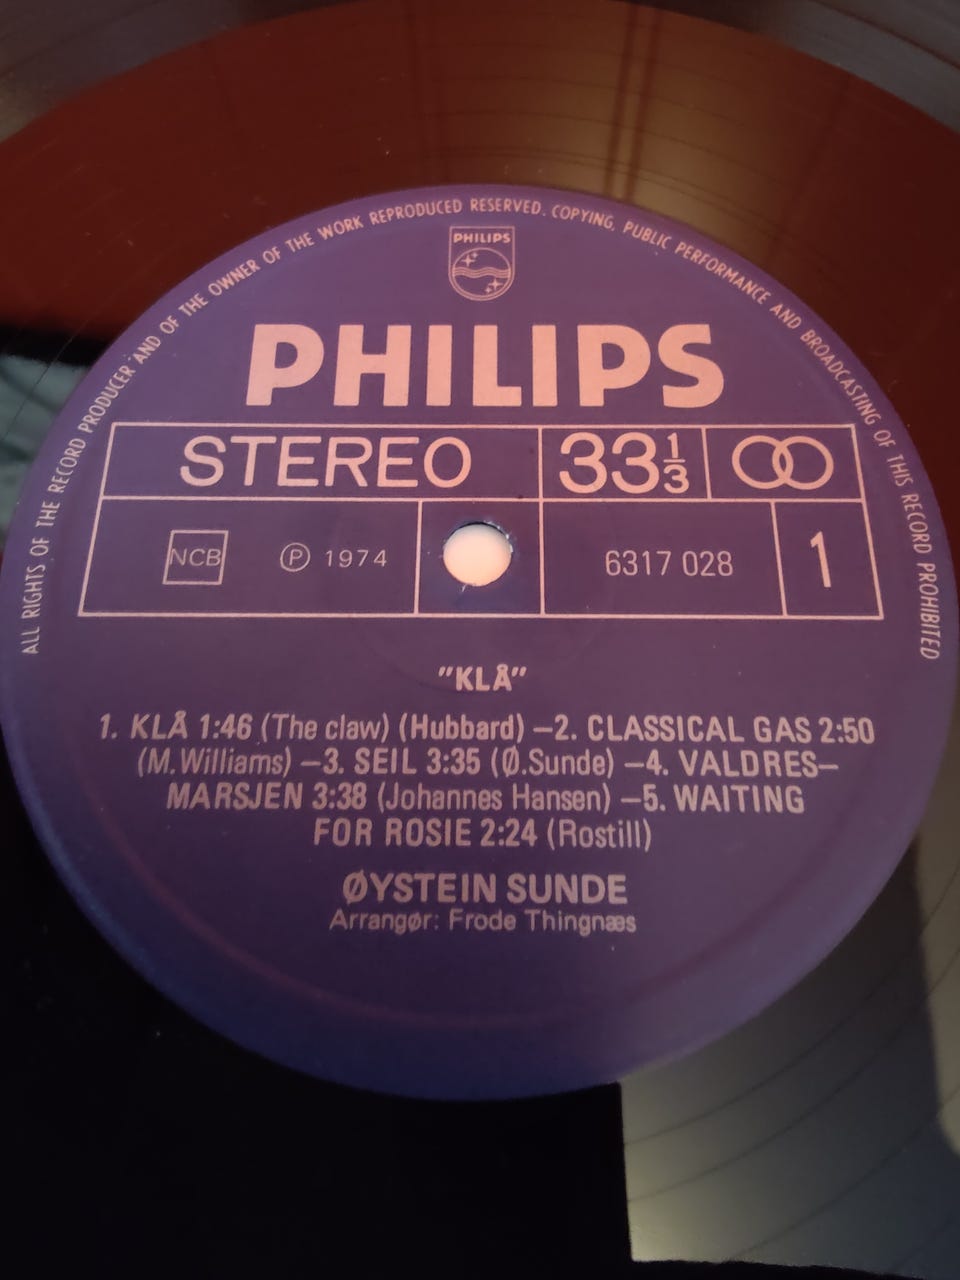 ALL RIGHTS OF THE RECORD PRODUCER AND OF THE OWNER OF THE WORK REPRODUCED RESERVED. COPYING, PUBLIC PERFORMANCE AND BROADCASTING OF THIS RECORD PROHIBITED
PHILIPS
PHILIPS
STEREO 33 1/3
NCB Ⓟ 1974 6317 028 1
"KLÅ"
1. KLÅ 1:46 (The claw) (Hubbard) –2. CLASSICAL GAS 2:50
(M.Williams) –3. SEIL 3:35 (Ø.Sunde) –4. VALDRES–
MARSJEN 3:38 (Johannes Hansen) –5. WAITING
FOR ROSIE 2:24 (Rostill)
ØYSTEIN SUNDE
Arrangør: Frode Thingnæs